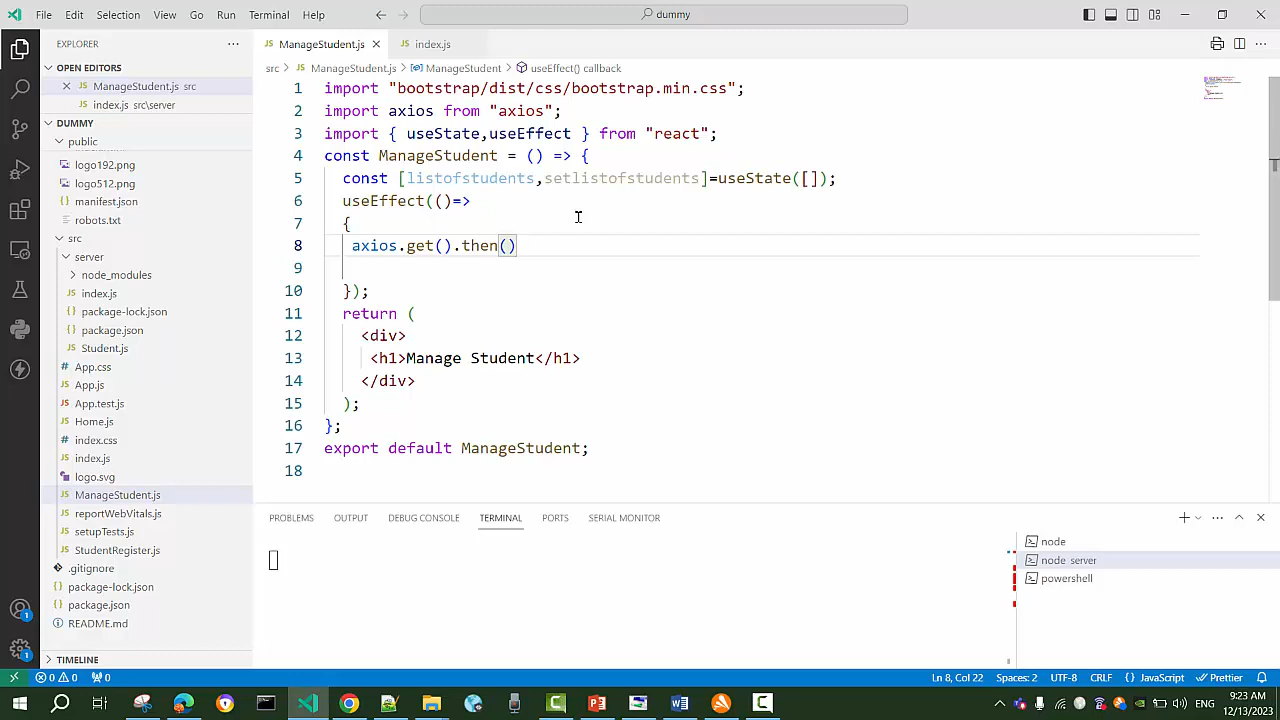 File Edit Selection View Go Run Terminal Help
dummy
EXPLORER
OPEN EDITORS
ManageStudent.js src
index.js src\server
DUMMY
public
logo192.png
logo512.png
manifest.json
robots.txt
src
server
node_modules
index.js
package-lock.json
package.json
Student.js
App.css
App.js
App.test.js
Home.js
index.css
index.js
logo.svg
ManageStudent.js
reportWebVitals.js
setupTests.js
StudentRegister.js
.gitignore
package-lock.json
package.json
README.md
TIMELINE
ManageStudent.js index.js
src ManageStudent.js ManageStudent useEffect() callback
1 import "bootstrap/dist/css/bootstrap.min.css";
2 import axios from "axios";
3 import { useState,useEffect } from "react";
4 const ManageStudent = () => {
5 const [listofstudents,setlistofstudents]=useState([]);
6 useEffect(()=>
7 {
8 axios.get().then()
9
10 });
11 return (
12 <div>
13 <h1>Manage Student</h1>
14 </div>
15 );
16 };
17 export default ManageStudent;
18
PROBLEMS OUTPUT DEBUG CONSOLE TERMINAL PORTS SERIAL MONITOR
node
node server
powershell
0 0 0 Ln 8, Col 22 Spaces: 2 UTF-8 CRLF {} JavaScript Prettier
9:23 AM
12/13/2023